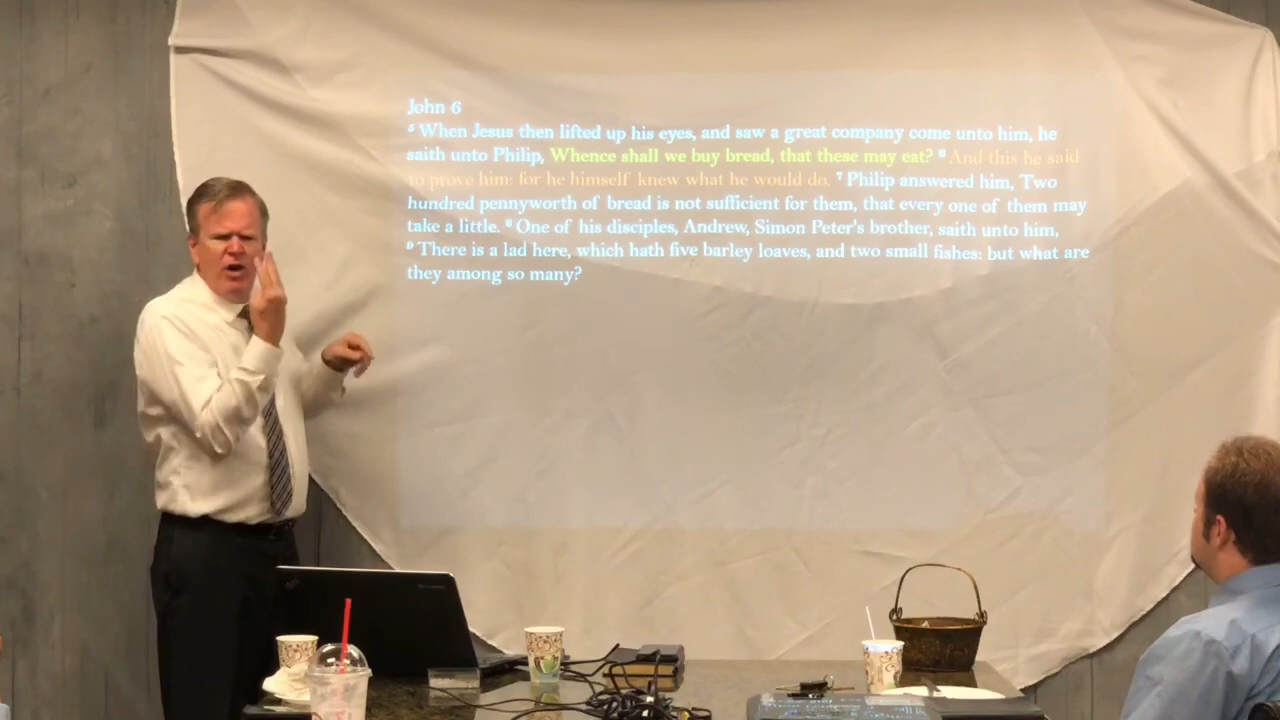 John 6
⁵ When Jesus then lifted up his eyes, and saw a great company come unto him, he
saith unto Philip, Whence shall we buy bread, that these may eat? ⁶ And this he said
to prove him: for he himself knew what he would do. ⁷ Philip answered him, Two
hundred pennyworth of bread is not sufficient for them, that every one of them may
take a little. ⁸ One of his disciples, Andrew, Simon Peter's brother, saith unto him,
⁹ There is a lad here, which hath five barley loaves, and two small fishes: but what are
they among so many?